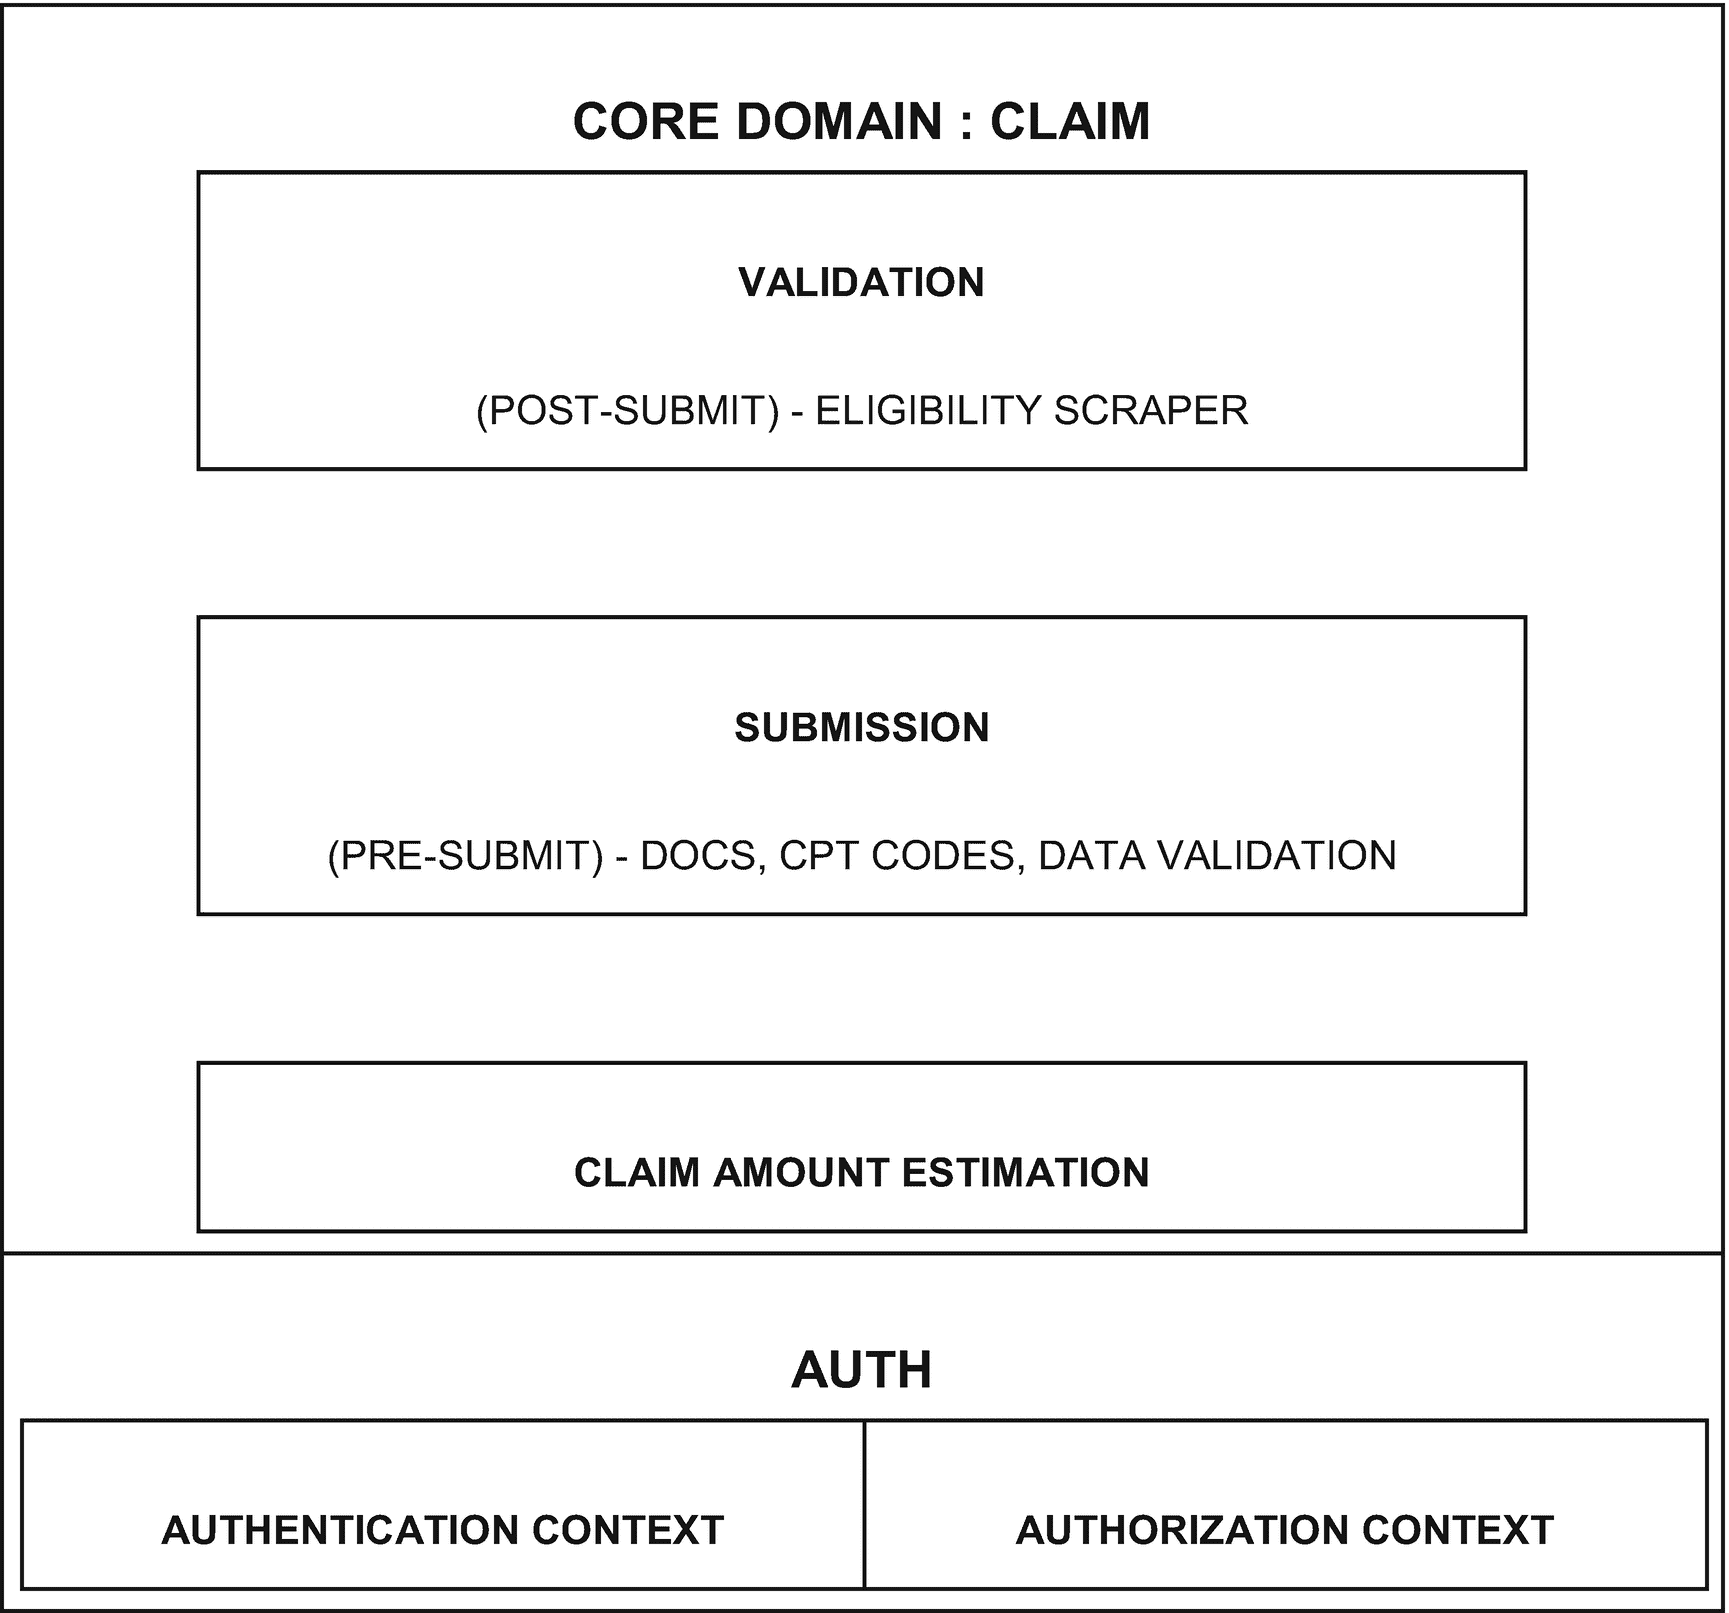 CORE DOMAIN : CLAIM
VALIDATION
(POST-SUBMIT) - ELIGIBILITY SCRAPER
SUBMISSION
(PRE-SUBMIT) - DOCS, CPT CODES, DATA VALIDATION
CLAIM AMOUNT ESTIMATION
AUTH
AUTHENTICATION CONTEXT
AUTHORIZATION CONTEXT